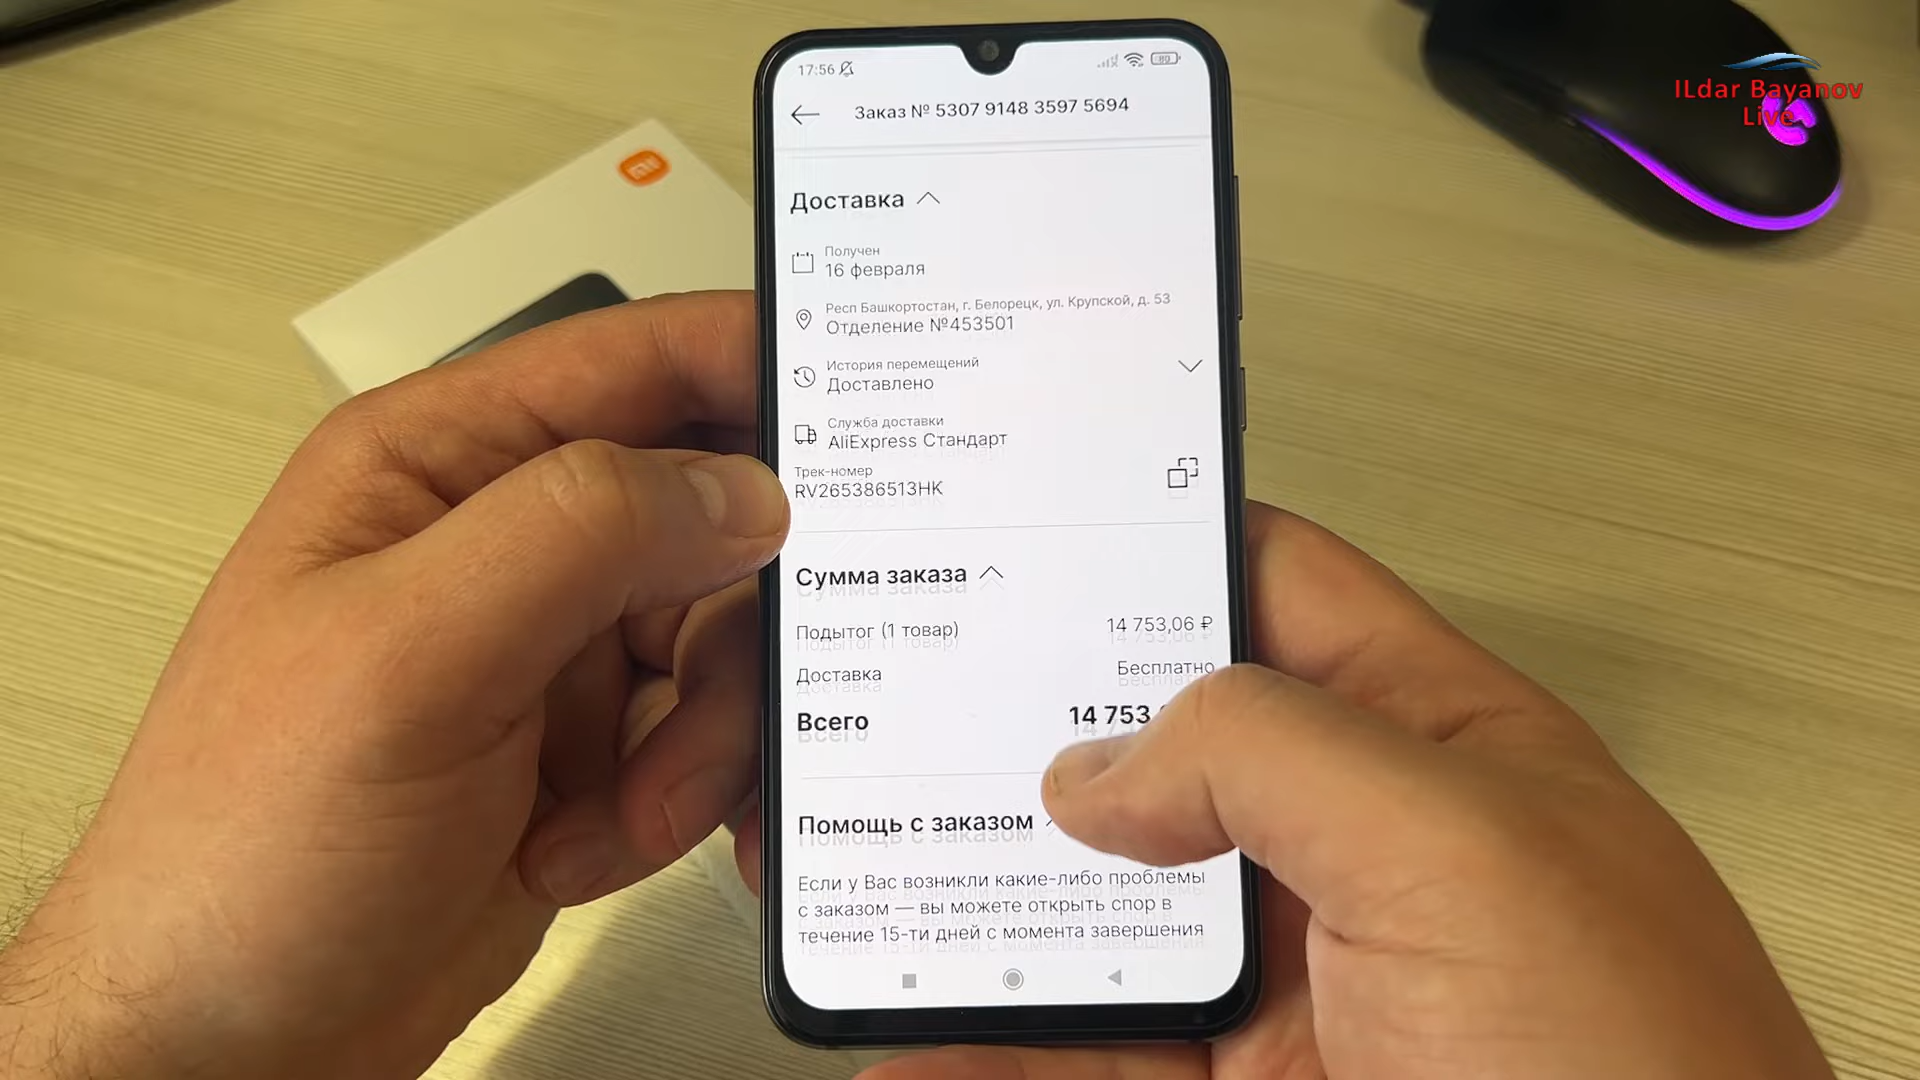 ILdar Bayanov
Live
17:56
80
Заказ № 5307 9148 3597 5694
Доставка
Получен
16 февраля
Респ Башкортостан, г. Белорецк, ул. Крупской, д. 53
Отделение №453501
История перемещений
Доставлено
Служба доставки
AliExpress Стандарт
Трек-номер
RV265386513HK
Сумма заказа
Подытог (1 товар) 14 753,06 ₽
Доставка Бесплатно
Всего 14 753
Помощь с заказом
Если у Вас возникли какие-либо проблемы
с заказом — вы можете открыть спор в
течение 15-ти дней с момента завершения